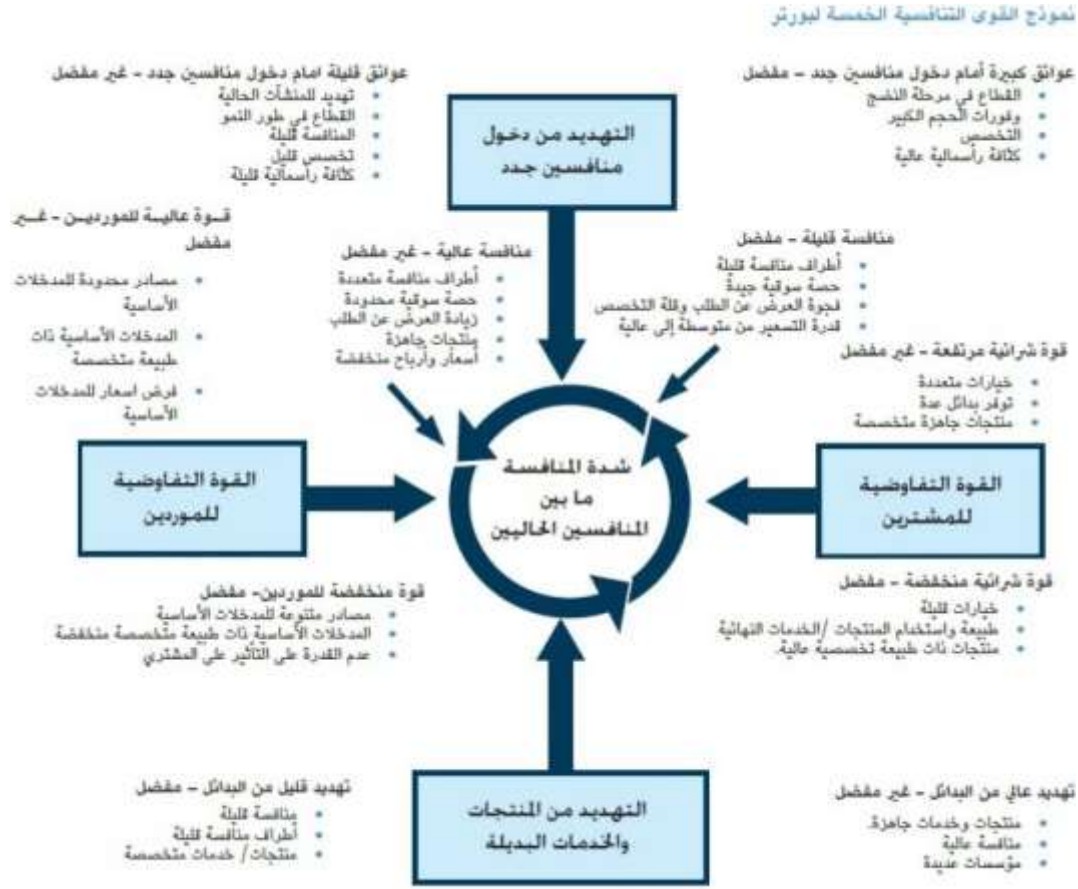 نموذج القوى التنافسية الخمسة لبورتر
عوائق كبيرة أمام دخول منافسين جدد – مفضل
القطاع في مرحلة النضج
وفورات الحجم الكبير
التخصص
كثافة رأسمالية عالية
التهديد من دخول
منافسين جدد
عوائق قليلة امام دخول منافسين جدد – غير مفضل
تهديد للمنشآت الحالية
القطاع في طور النمو
المنافسة قليلة
تخصص قليل
كثافة رأسمالية قليلة
منافسة قليلة – مفضل
أطراف منافسة قليلة
حصة سوقية جيدة
فجوة العرض عن الطلب وقلة التخصص
قدرة التسعير من متوسطة إلى عالية
منافسة عالية – غير مفضل
أطراف منافسة متعددة
حصة سوقية محدودة
زيادة العرض عن الطلب
منتجات جاهزة
أسعار وأرباح منخفضة
قوة عالية للموردين – غير
مفضل
مصادر محدودة للمدخلات
الأساسية
المدخلات الأساسية ذات
طبيعة متخصصة
فرض اسعار للمدخلات
الأساسية
قوة شرائية مرتفعة – غير مفضل
خيارات متعددة
توفر بدائل عدة
منتجات جاهزة متخصصة
القوة التفاوضية
للمشترين
شدة المنافسة
ما بين
المنافسين الحاليين
القوة التفاوضية
للموردين
قوة شرائية منخفضة – مفضل
خيارات قليلة
طبيعة واستخدام المنتجات /الخدمات النهائية
منتجات ذات طبيعة تخصصية عالية.
قوة منخفضة للموردين- مفضل
مصادر متنوعة للمدخلات الأساسية
المدخلات الأساسية ذات طبيعة متخصصة منخفضة
عدم القدرة على التأثير على المشتري
تهديد عالي من البدائل – غير مفضل
منتجات وخدمات جاهزة.
منافسة عالية
مؤسسات عديدة
التهديد من المنتجات
والخدمات البديلة
تهديد قليل من البدائل – مفضل
منافسة قليلة
أطراف منافسة قليلة
منتجات/ خدمات متخصصة